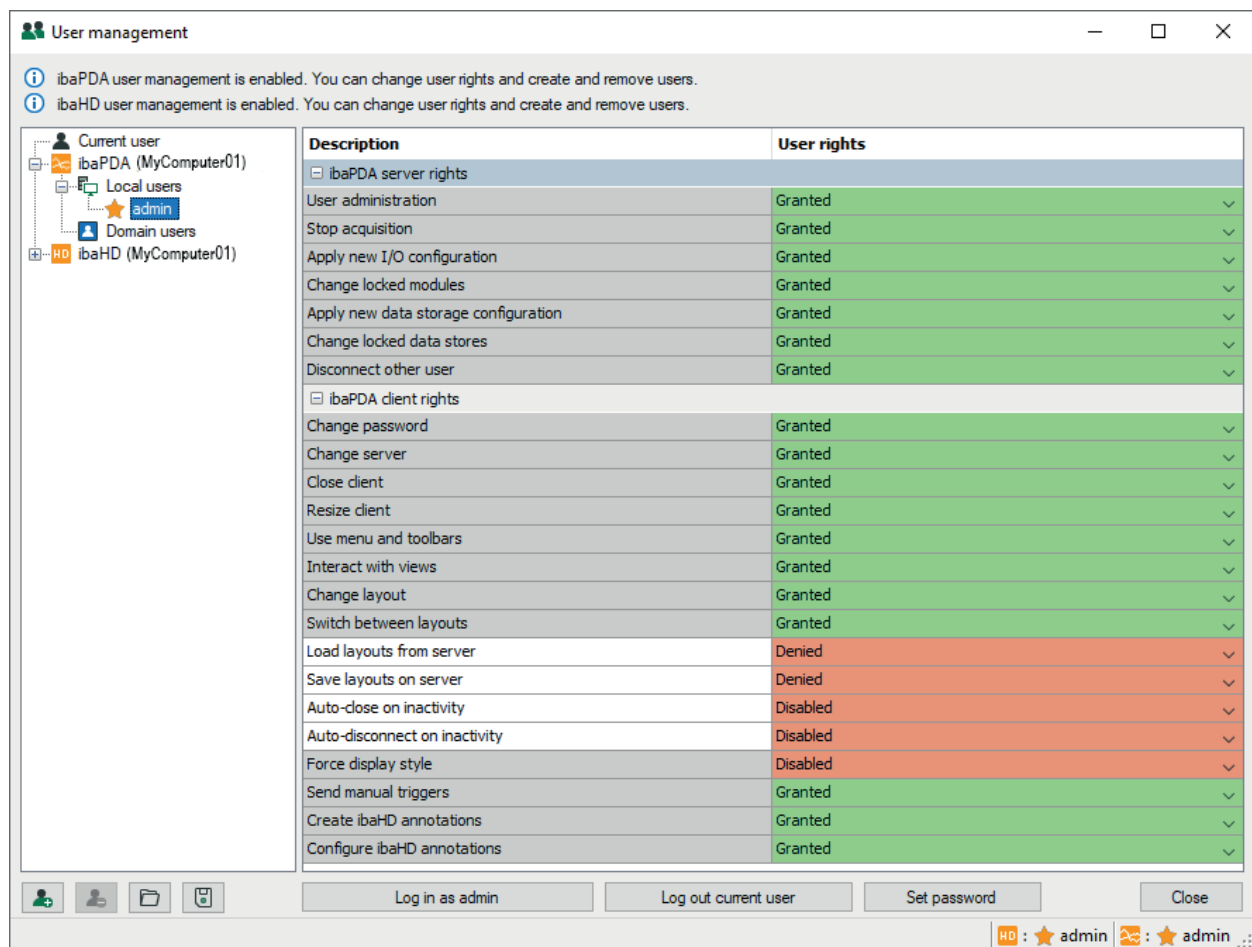 User management
ibaPDA user management is enabled. You can change user rights and create and remove users.
ibaHD user management is enabled. You can change user rights and create and remove users.
Current user
ibaPDA (MyComputer01)
Local users
admin
Domain users
HD ibaHD (MyComputer01)
Description User rights
ibaPDA server rights
User administration Granted
Stop acquisition Granted
Apply new I/O configuration Granted
Change locked modules Granted
Apply new data storage configuration Granted
Change locked data stores Granted
Disconnect other user Granted
ibaPDA client rights
Change password Granted
Change server Granted
Close client Granted
Resize client Granted
Use menu and toolbars Granted
Interact with views Granted
Change layout Granted
Switch between layouts Granted
Load layouts from server Denied
Save layouts on server Denied
Auto-close on inactivity Disabled
Auto-disconnect on inactivity Disabled
Force display style Disabled
Send manual triggers Granted
Create ibaHD annotations Granted
Configure ibaHD annotations Granted
Log in as admin Log out current user Set password Close
HD : admin : admin